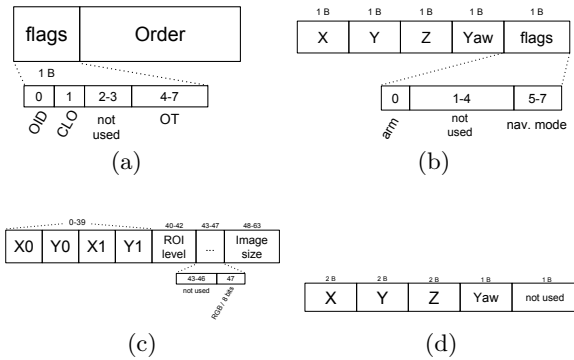 flags Order
1 B
0 1 2-3 4-7
OID CLO not used OT
(a)
1 B 1 B 1 B 1 B 1 B
X Y Z Yaw flags
0 1-4 5-7
arm not used nav. mode
(b)
0-39 40-42 43-47 48-63
X0 Y0 X1 Y1 ROI level ... Image size
43-46 47
not used RGB / 8 bits
(c)
2 B 2 B 2 B 1 B 1 B
X Y Z Yaw not used
(d)